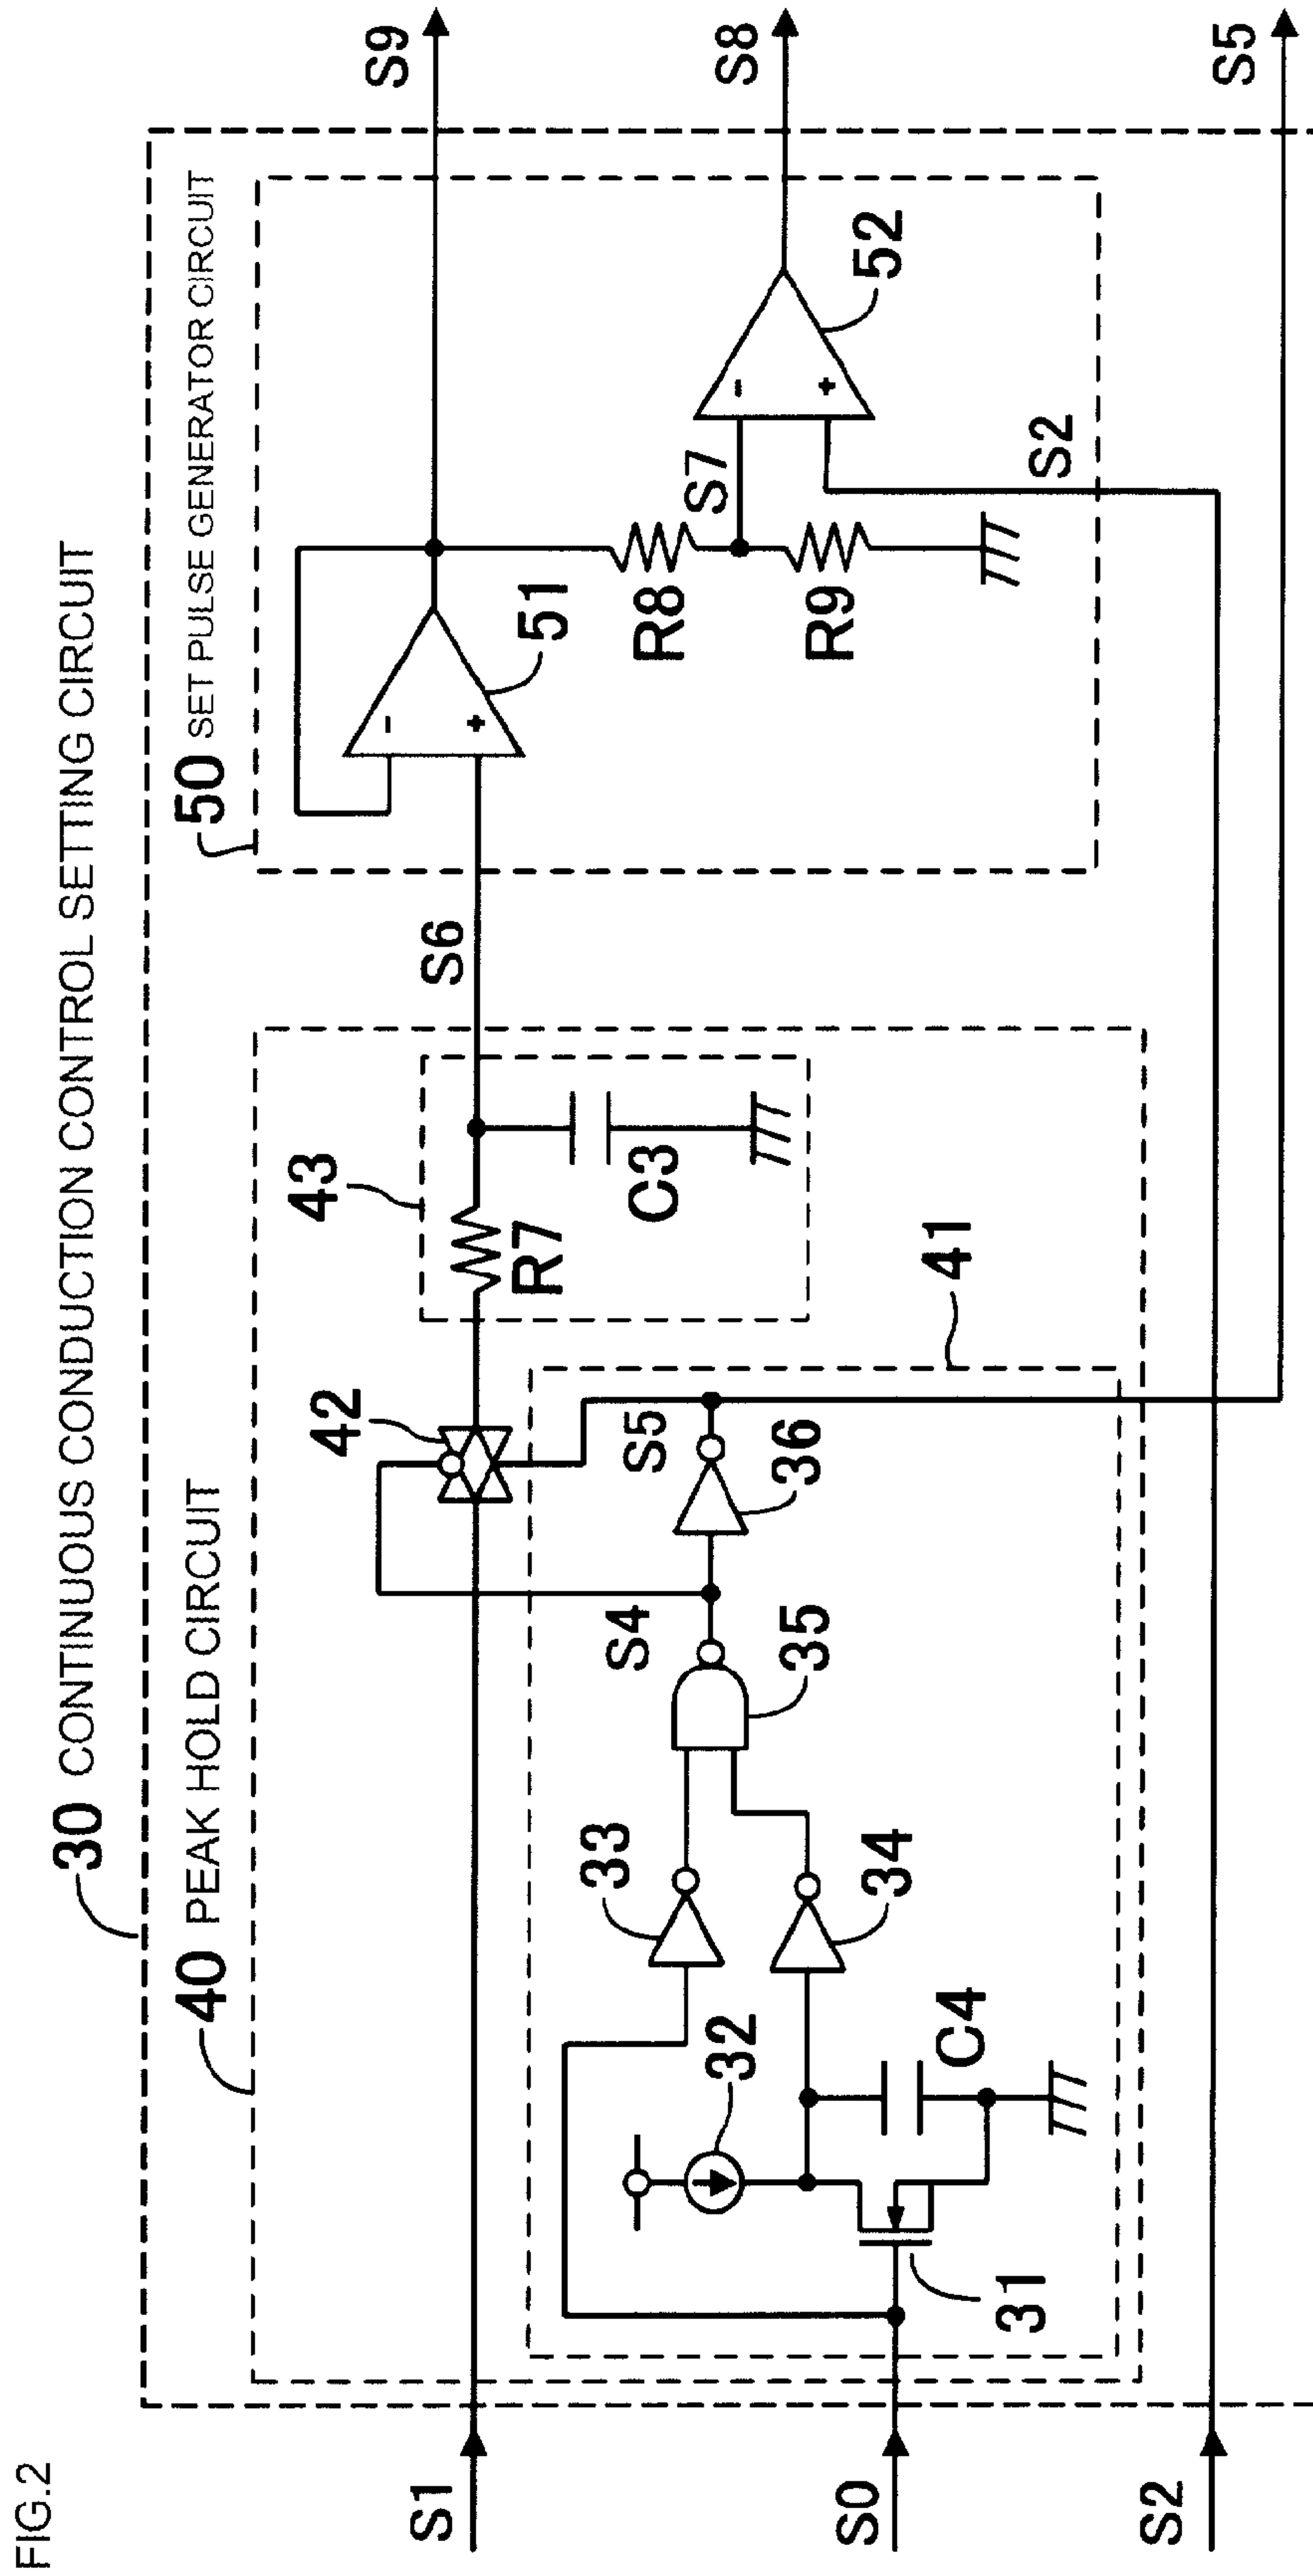 FIG.2
30 CONTINUOUS CONDUCTION CONTROL SETTING CIRCUIT
40 PEAK HOLD CIRCUIT
50 SET PULSE GENERATOR CIRCUIT
S1
42
43
R7
C3
S6
-
+
51
S9
R8
R9
S7
-
+
52
S8
S2
41
S0
31
32
C4
33
34
35
S4
36
S5
S2
S5